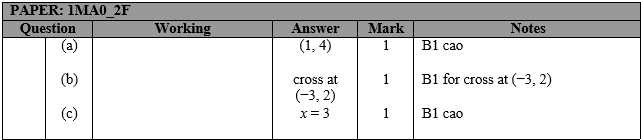 PAPER: 1MA0_2F
Question Working Answer Mark Notes
(a) (1, 4) 1 B1 cao
(b) cross at (−3, 2) 1 B1 for cross at (−3, 2)
(c) x = 3 1 B1 cao